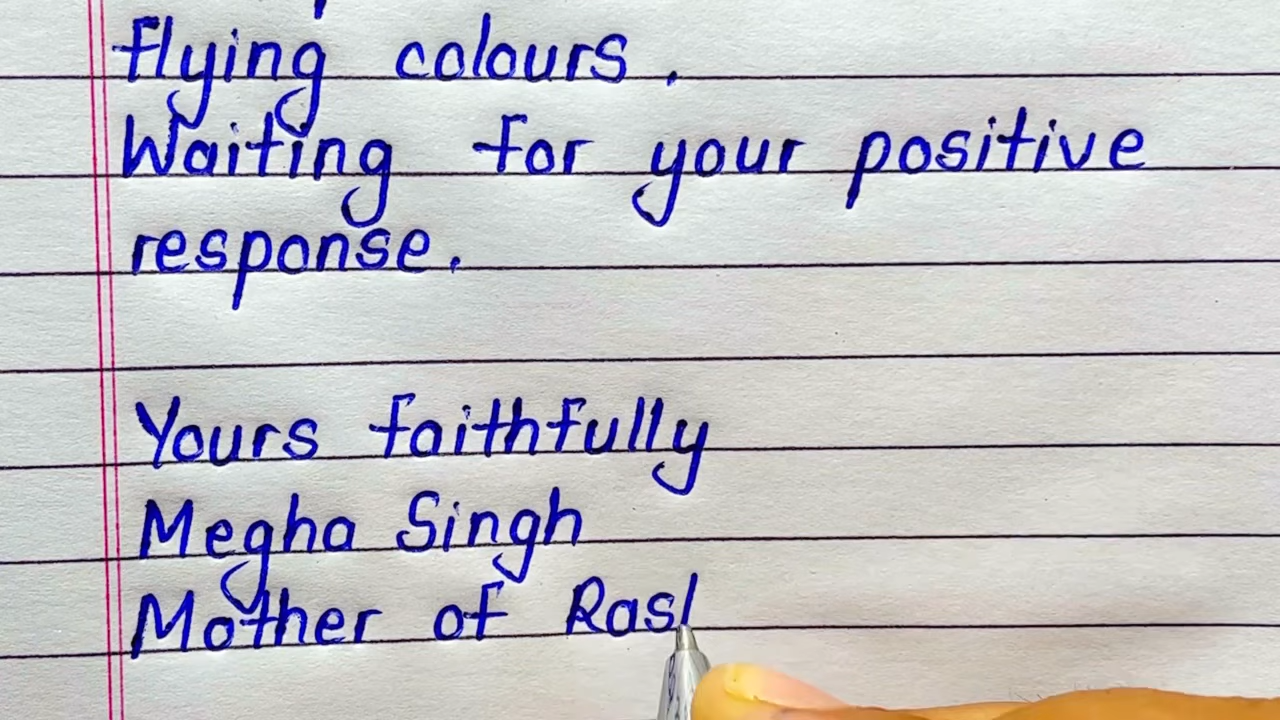 flying colours.
Waiting for your positive
response.
Yours faithfully
Megha Singh
Mother of